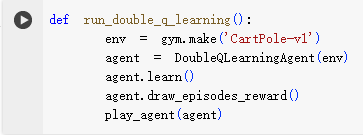 def run_double_q_learning():
    env = gym.make('CartPole-v1')
    agent = DoubleQLearningAgent(env)
    agent.learn()
    agent.draw_episodes_reward()
    play_agent(agent)